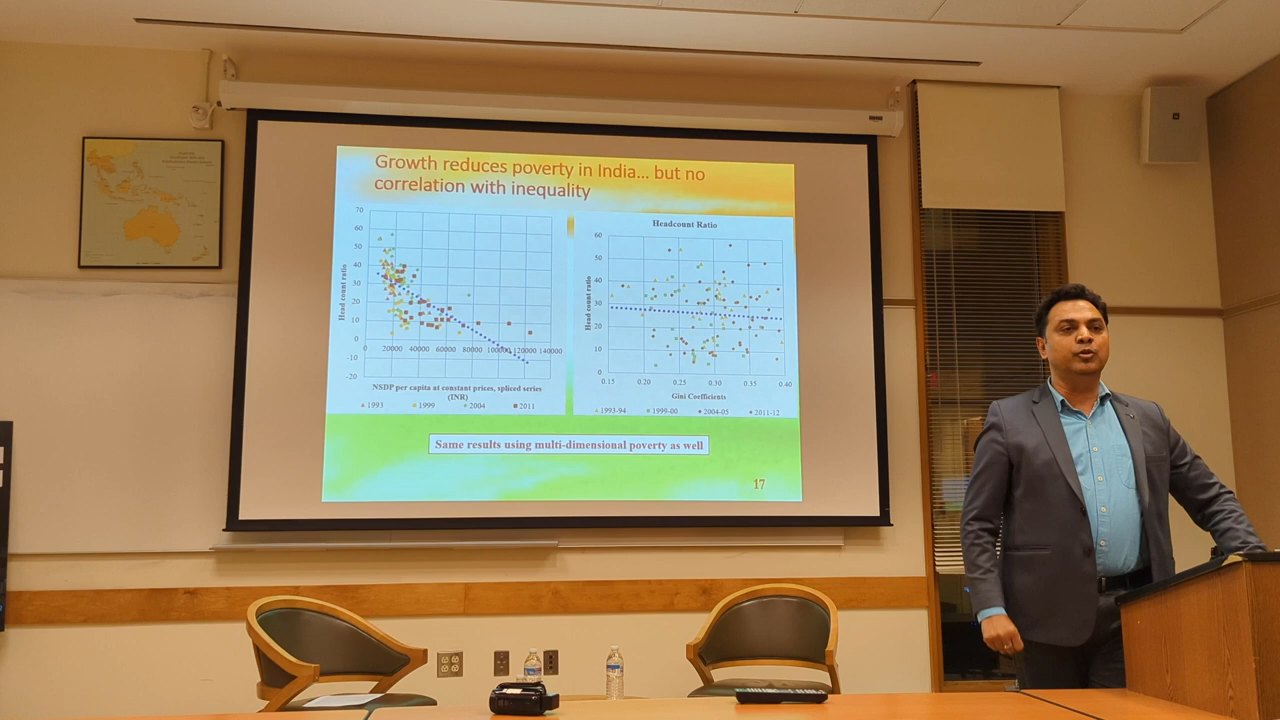 Growth reduces poverty in India... but no
correlation with inequality
70
60
50
40
30
20
10
0
-10
-20
Head count ratio
0 20000 40000 60000 80000 100000 120000 140000
NSDP per capita at constant prices, spliced series
(INR)
1993 1999 2004 2011
Headcount Ratio
60
50
40
30
20
10
0
Head count ratio
0.15 0.20 0.25 0.30 0.35 0.40
Gini Coefficients
1993-94 1999-00 2004-05 2011-12
Same results using multi-dimensional poverty as well
17